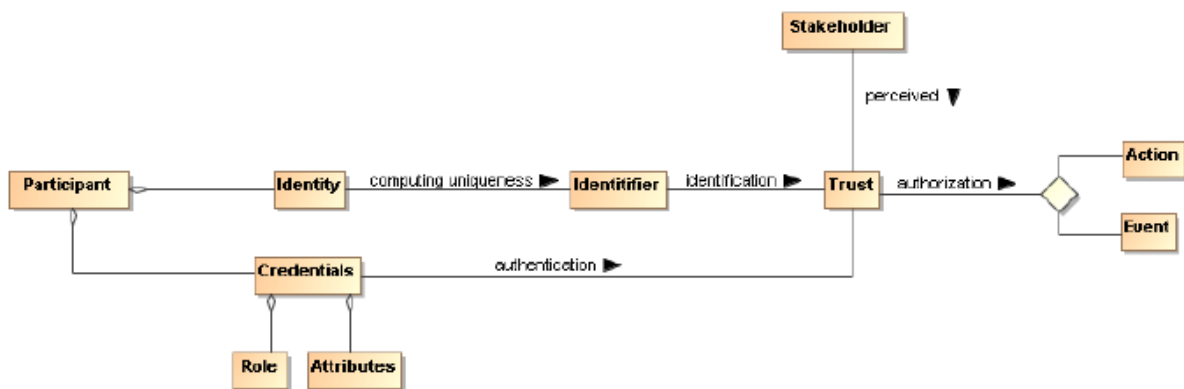 Stakeholder
perceived
Participant
Identity
computing uniqueness
Identitifier
identification
Trust
authorization
Action
Event
Credentials
authentication
Role
Attributes